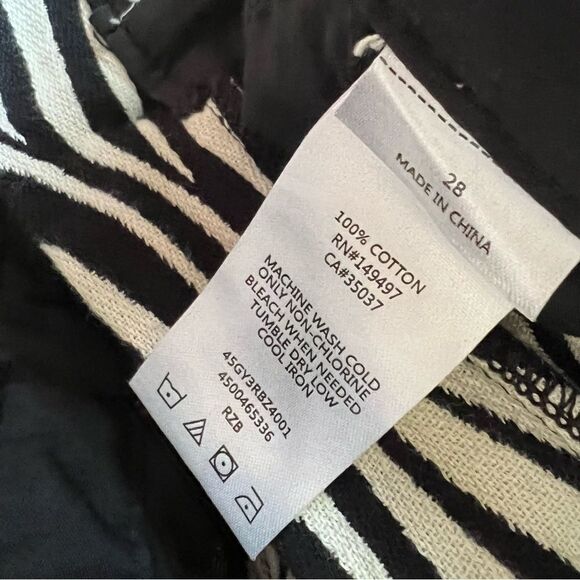 28
MADE IN CHINA
100% COTTON
RN#149497
CA#35037
MACHINE WASH COLD
ONLY NON-CHLORINE
BLEACH WHEN NEEDED
TUMBLE DRY LOW
COOL IRON
45GY3RBZ4001
4500465336
RZB